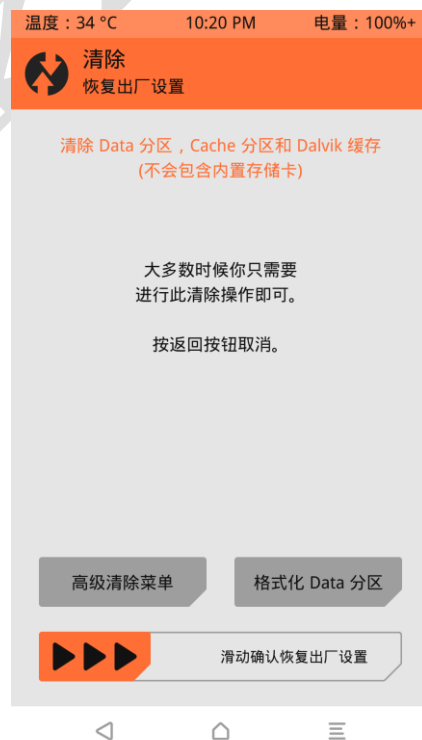 温度：34 °C 10:20 PM 电量：100%+
清除
恢复出厂设置
清除 Data 分区，Cache 分区和 Dalvik 缓存
(不会包含内置存储卡)
大多数时候你只需要
进行此清除操作即可。
按返回按钮取消。
高级清除菜单 格式化 Data 分区
滑动确认恢复出厂设置